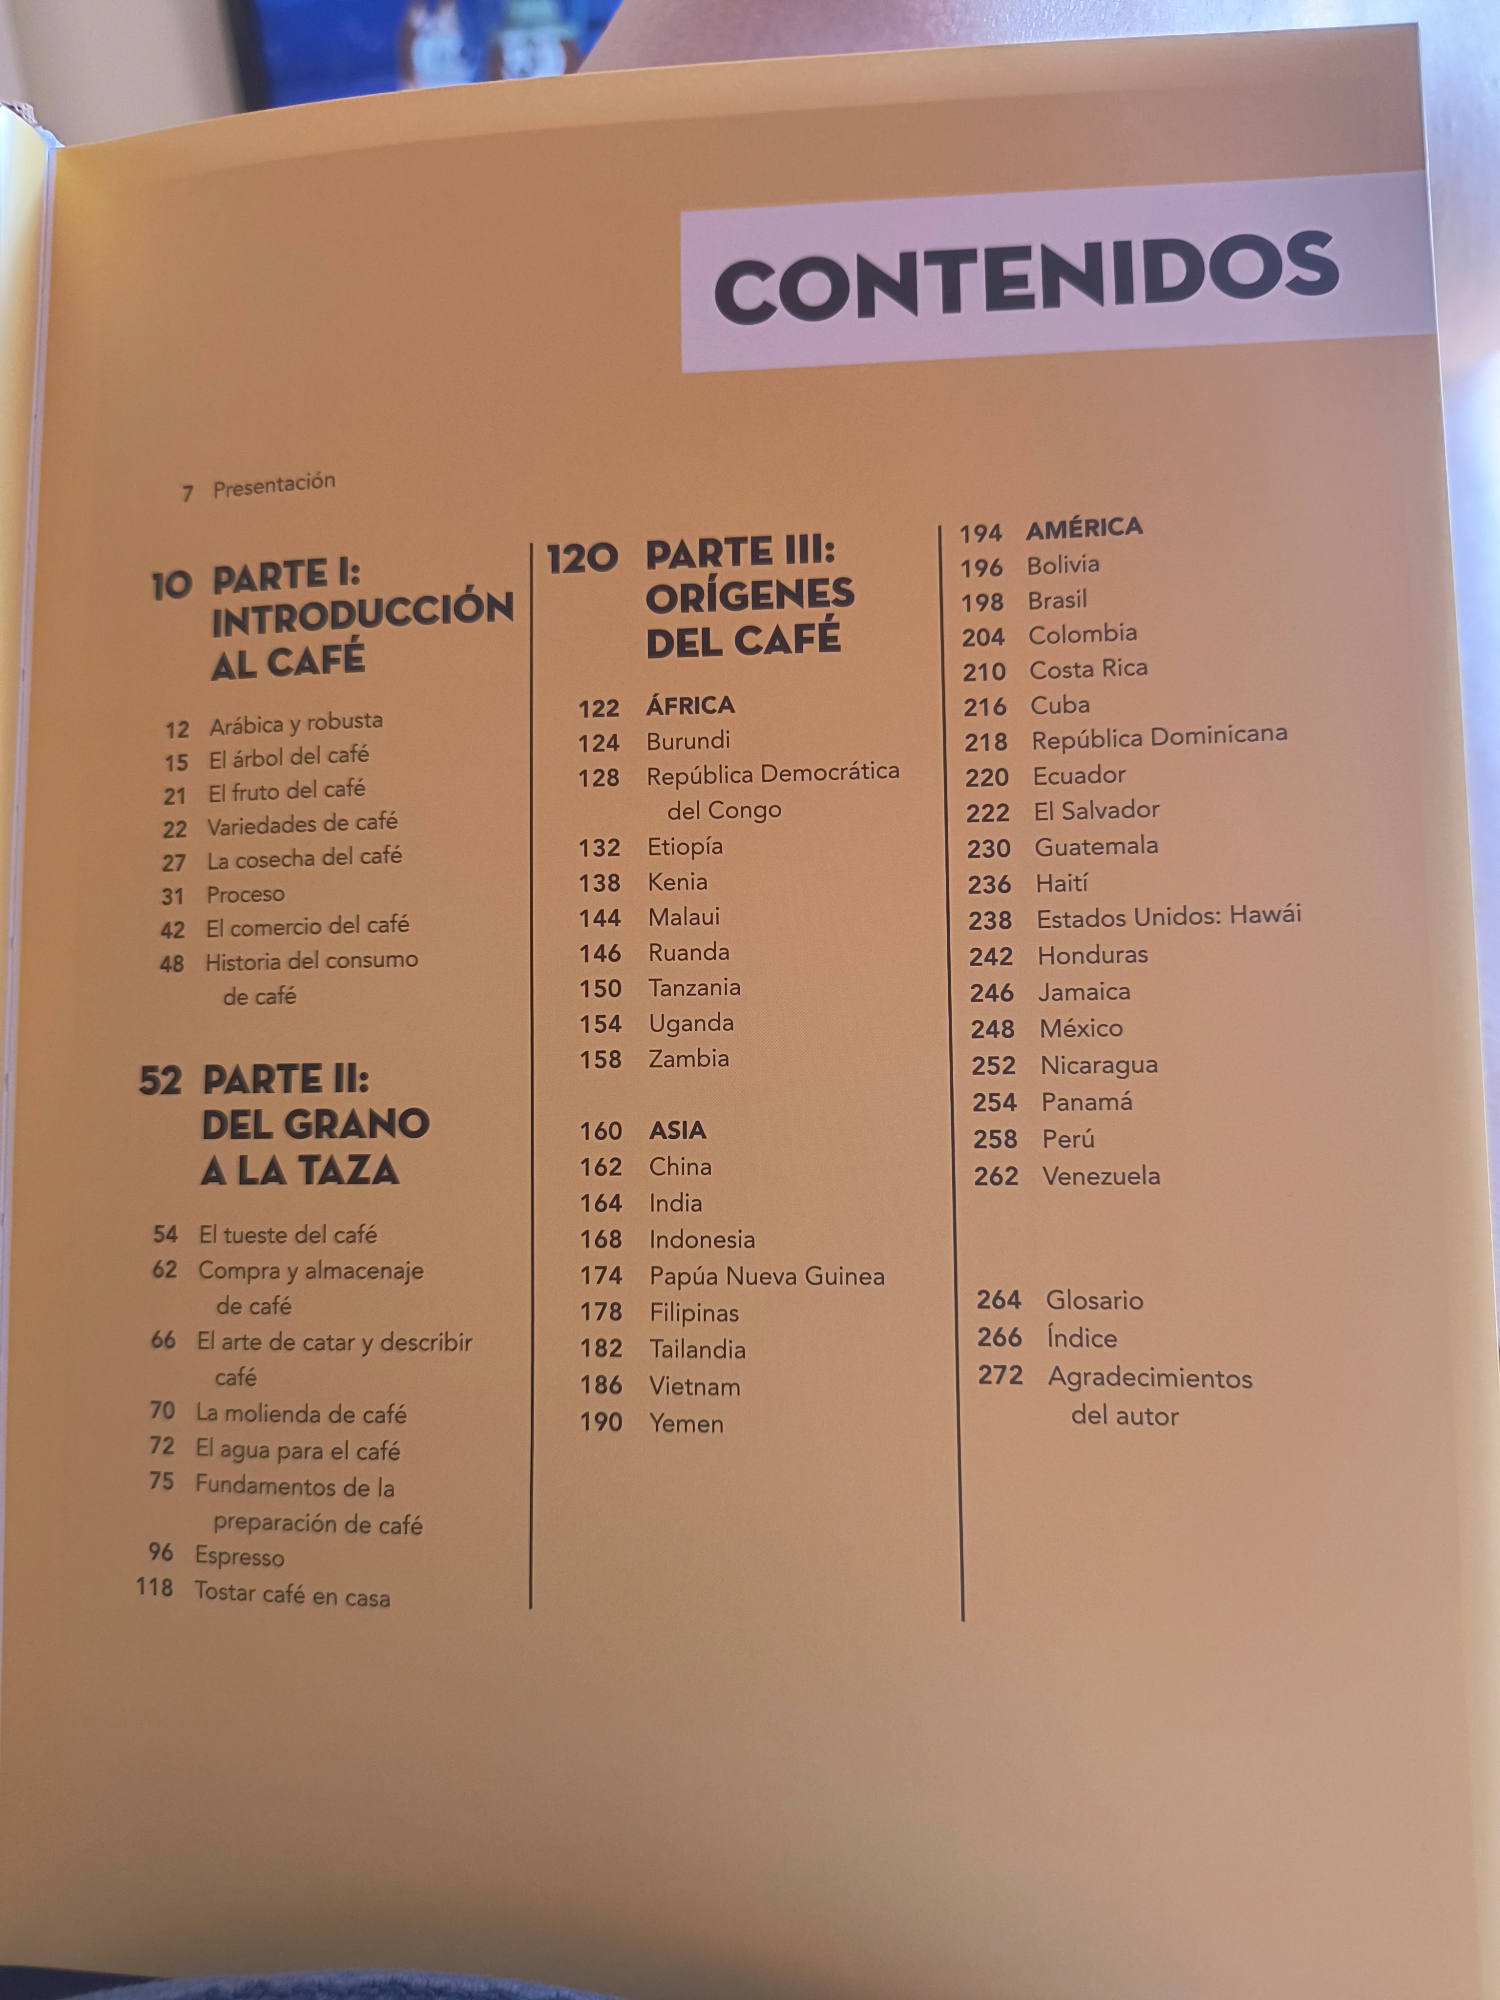 CONTENIDOS
7 Presentación
10 PARTE I:
INTRODUCCIÓN
AL CAFÉ
12 Arábica y robusta
15 El árbol del café
21 El fruto del café
22 Variedades de café
27 La cosecha del café
31 Proceso
42 El comercio del café
48 Historia del consumo
de café
52 PARTE II:
DEL GRANO
A LA TAZA
54 El tueste del café
62 Compra y almacenaje
de café
66 El arte de catar y describir
café
70 La molienda de café
72 El agua para el café
75 Fundamentos de la
preparación de café
96 Espresso
118 Tostar café en casa
120 PARTE III:
ORÍGENES
DEL CAFÉ
122 ÁFRICA
124 Burundi
128 República Democrática
del Congo
132 Etiopía
138 Kenia
144 Malaui
146 Ruanda
150 Tanzania
154 Uganda
158 Zambia
160 ASIA
162 China
164 India
168 Indonesia
174 Papúa Nueva Guinea
178 Filipinas
182 Tailandia
186 Vietnam
190 Yemen
194 AMÉRICA
196 Bolivia
198 Brasil
204 Colombia
210 Costa Rica
216 Cuba
218 República Dominicana
220 Ecuador
222 El Salvador
230 Guatemala
236 Haití
238 Estados Unidos: Hawái
242 Honduras
246 Jamaica
248 México
252 Nicaragua
254 Panamá
258 Perú
262 Venezuela
264 Glosario
266 Índice
272 Agradecimientos
del autor